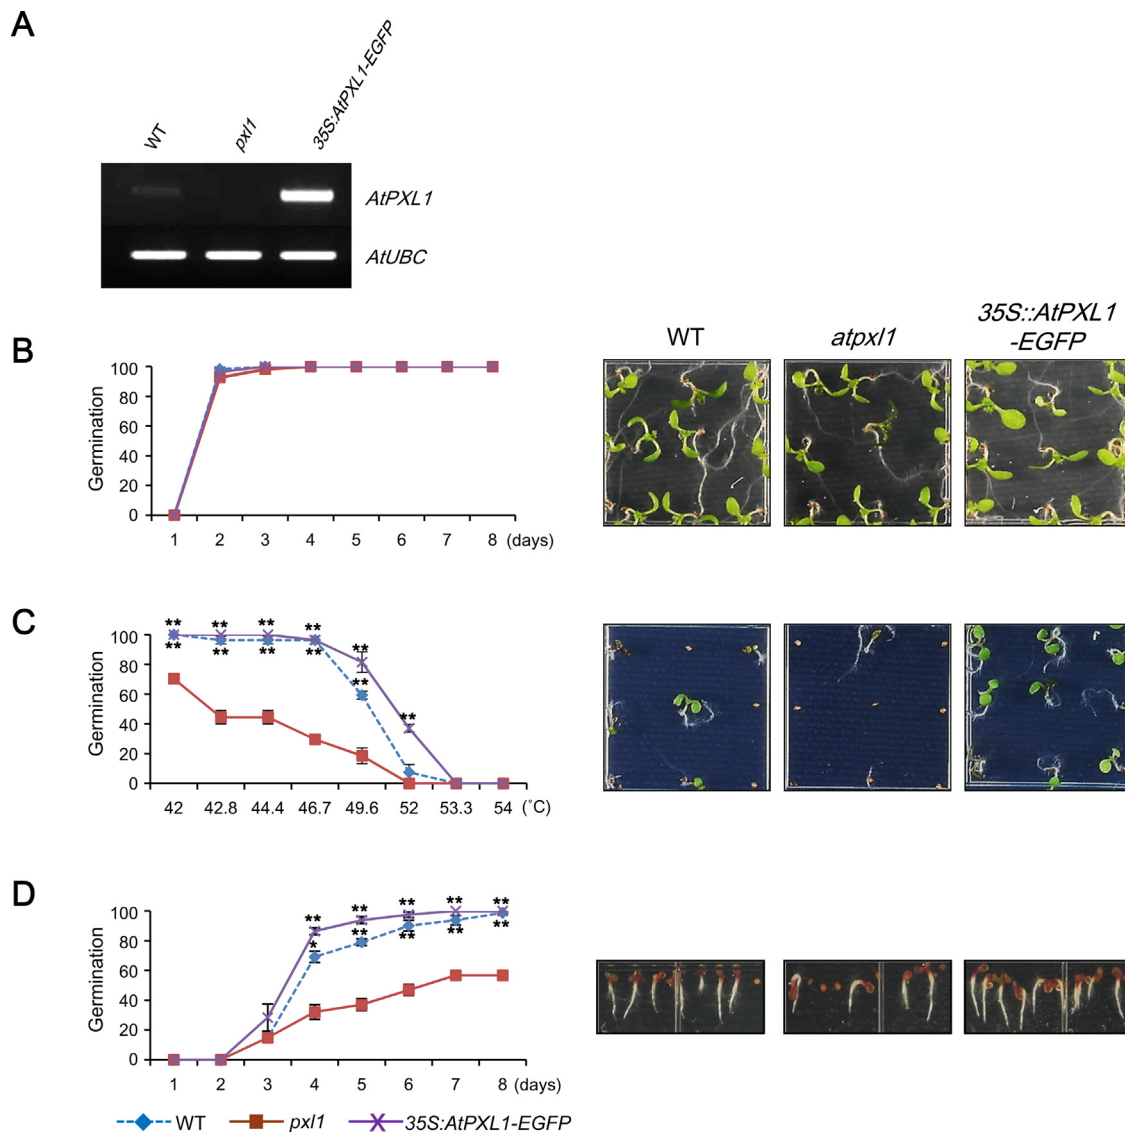 A
WT
pxl1
35S:AtPXL1-EGFP
AtPXL1
AtUBC
B
Germination
100
80
60
40
20
0
1 2 3 4 5 6 7 8 (days)
WT
atpxl1
35S::AtPXL1
-EGFP
C
Germination
100
80
60
40
20
0
** ** ** ** ** **
** ** ** ** **
42 42.8 44.4 46.7 49.6 52 53.3 54 (°C)
D
Germination
100
80
60
40
20
0
** ** ** ** **
* ** ** ** **
1 2 3 4 5 6 7 8 (days)
WT
pxl1
35S:AtPXL1-EGFP